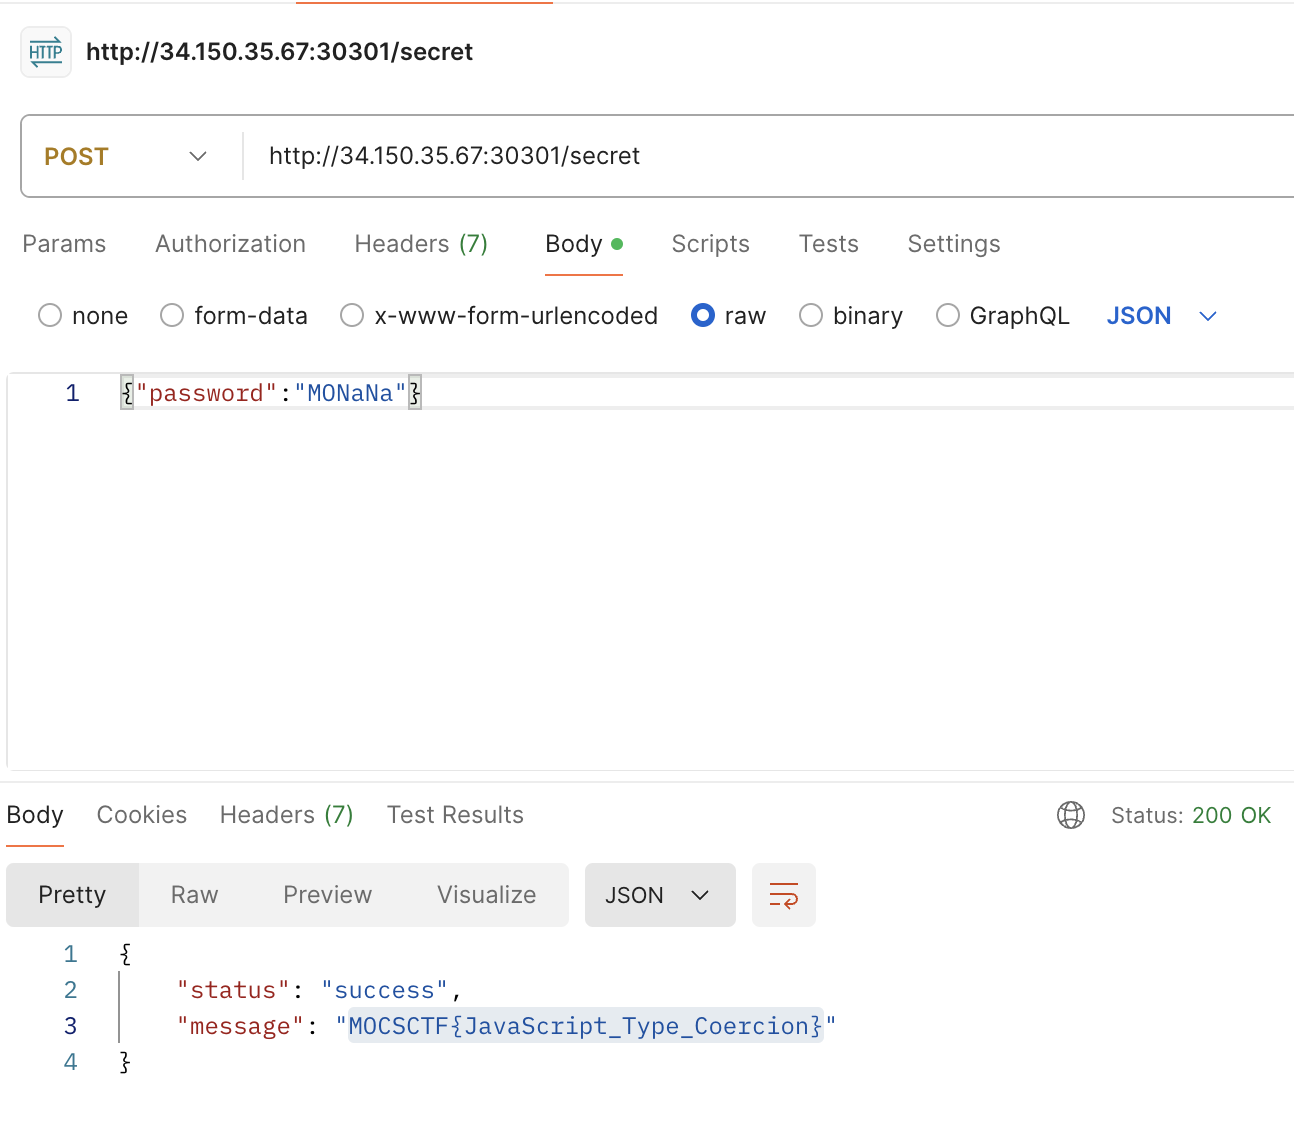 HTTP http://34.150.35.67:30301/secret
POST http://34.150.35.67:30301/secret
Params Authorization Headers (7) Body Scripts Tests Settings
none form-data x-www-form-urlencoded raw binary GraphQL JSON
1 {"password":"MONaNa"}
Body Cookies Headers (7) Test Results Status: 200 OK
Pretty Raw Preview Visualize JSON
1 {
2 "status": "success",
3 "message": "MOCSCTF{JavaScript_Type_Coercion}"
4 }